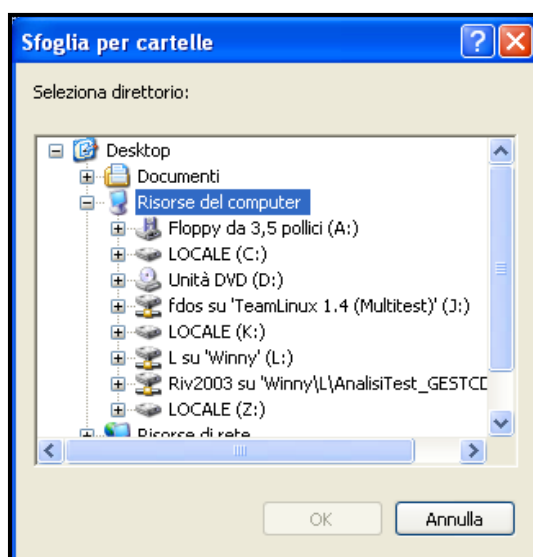 Sfoglia per cartelle
Seleziona direttorio:
Desktop
Documenti
Risorse del computer
Floppy da 3,5 pollici (A:)
LOCALE (C:)
Unità DVD (D:)
fdos su 'TeamLinux 1.4 (Multitest)' (J:)
LOCALE (K:)
L su 'Winny' (L:)
Riv2003 su 'Winny\L\AnalisiTest_GESTCD
LOCALE (Z:)
Risorse di rete
OK Annulla